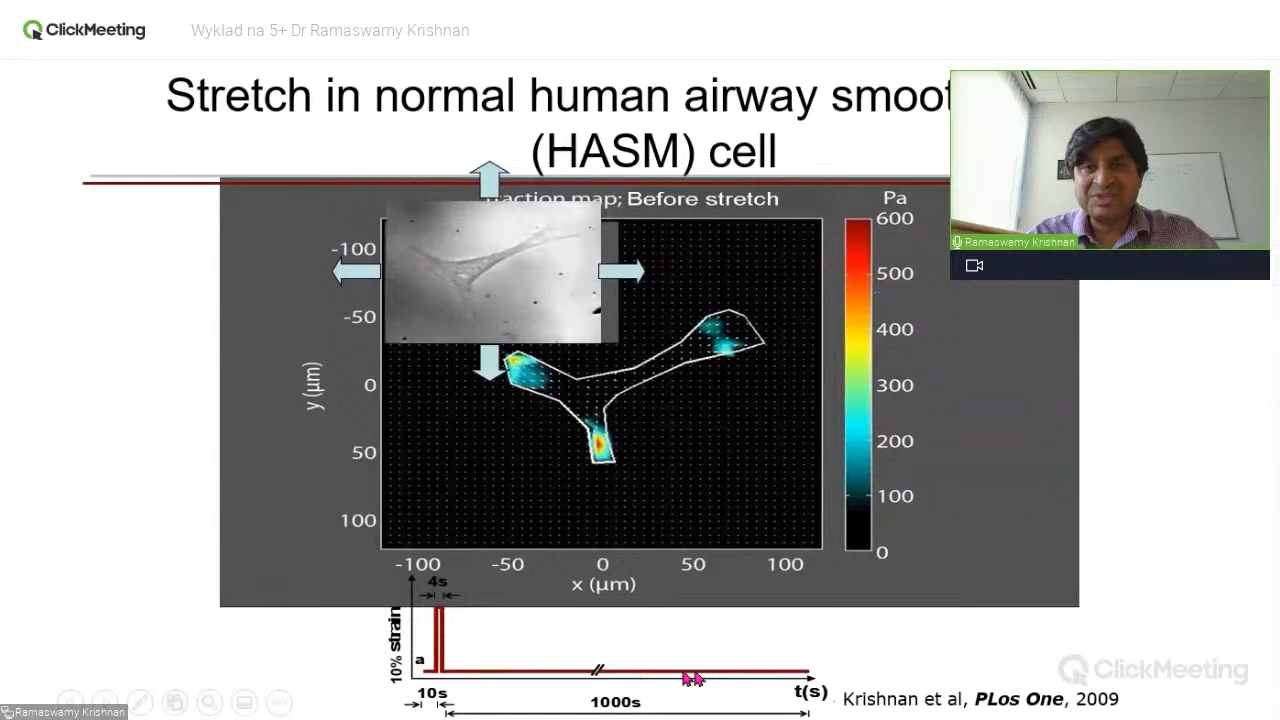 ClickMeeting
Wykład na 5+ Dr Ramaswamy Krishnan
Stretch in normal human airway
(HASM) cell
map; Before stretch
Pa
600
500
400
300
200
100
0
-100
-50
0
50
100
y (µm)
-100 -50 0 50 100
x (µm)
Ramaswamy Krishnan
4s
10% strain
a
10s
1000s
t(s)
Krishnan et al, PLos One, 2009
ClickMeeting
Ramaswamy Krishnan